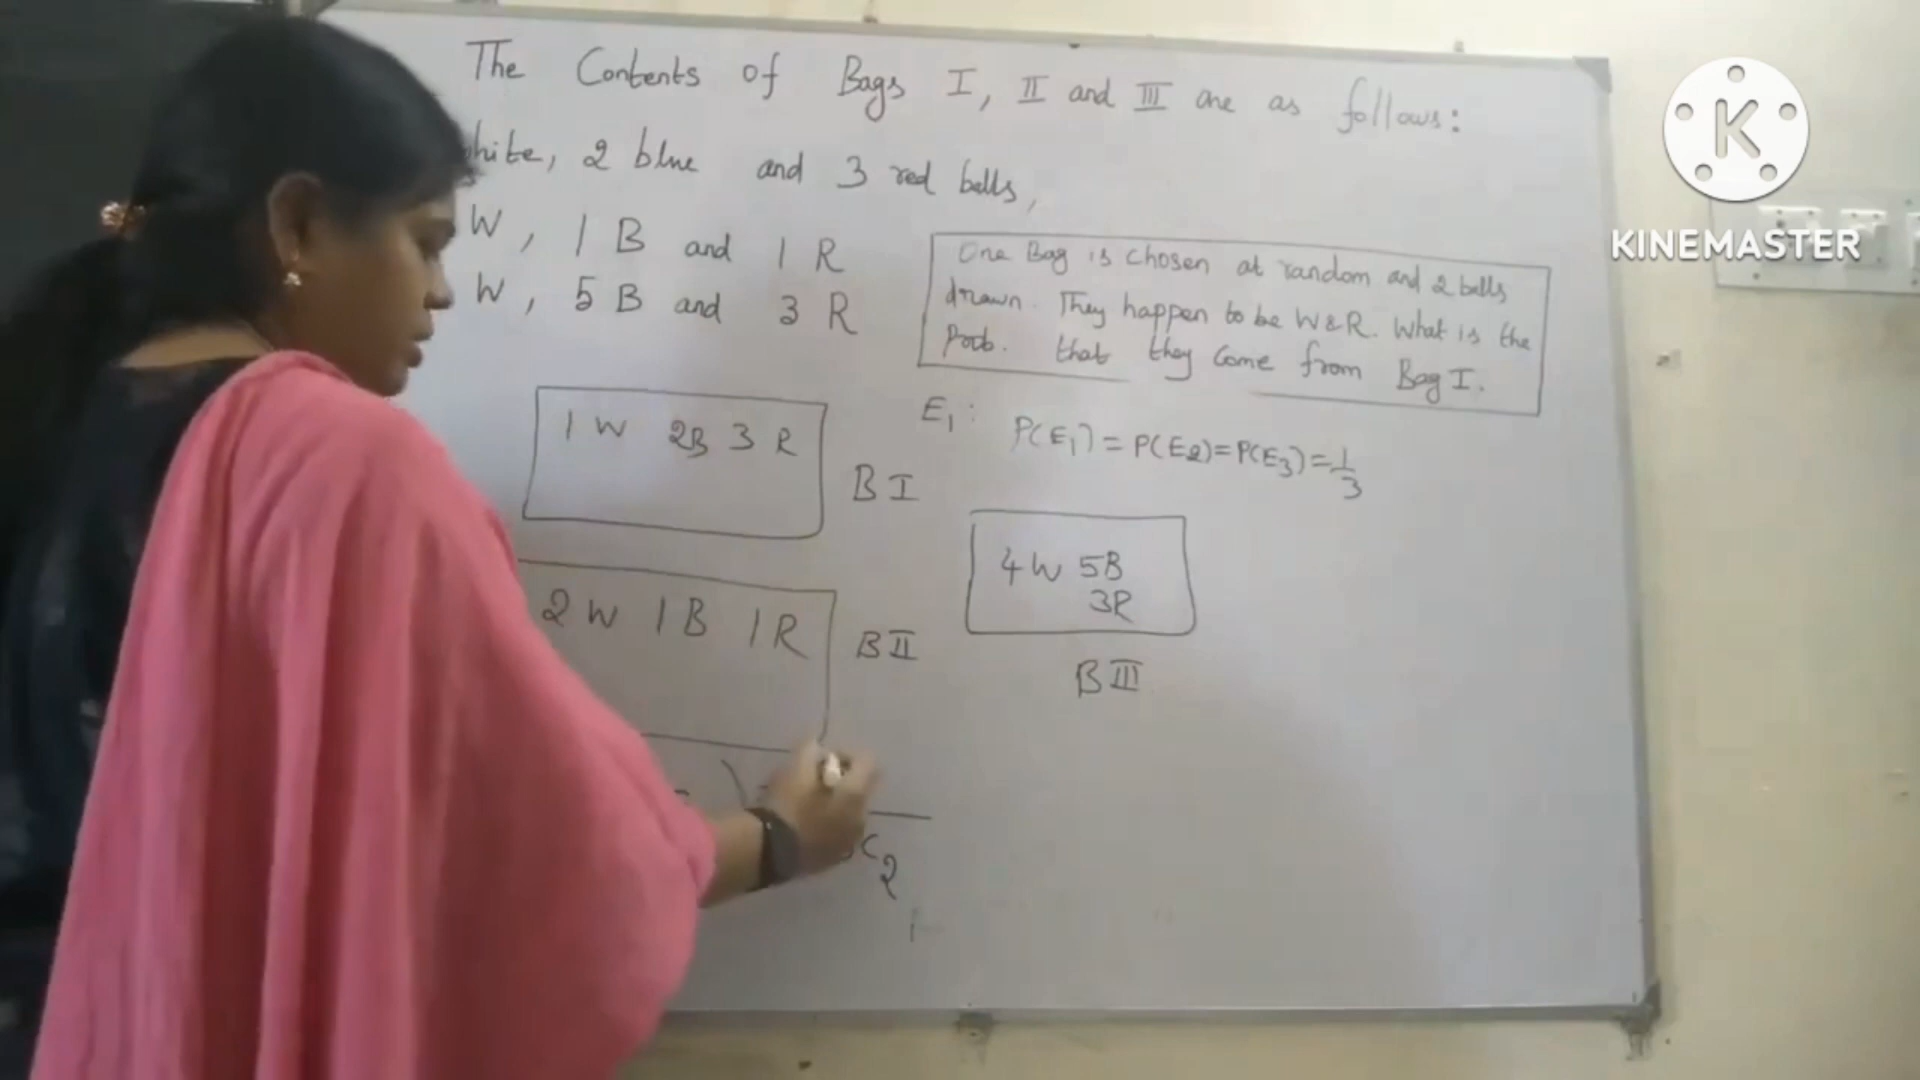 The Contents of Bags I, II and III are as follows:
hite, 2 blue and 3 red balls,
W, 1 B and 1 R
W, 5 B and 3 R
One Bag is chosen at random and 2 balls
drawn. They happen to be W & R. What is the
Prob. that they Come from Bag I.
1 W 2B 3 R
B I
E1 : P(E1) = P(E2) = P(E3) = 1/3
2 W 1 B 1 R
B II
4 W 5B
3R
B III
C2
K
KINEMASTER